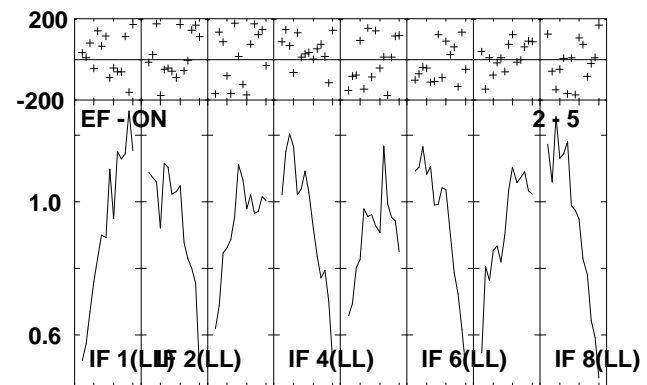 200
-200
EF - ON 2 - 5
1.0
0.6
IF 1(LL) IF 2(LL) IF 4(LL) IF 6(LL) IF 8(LL)